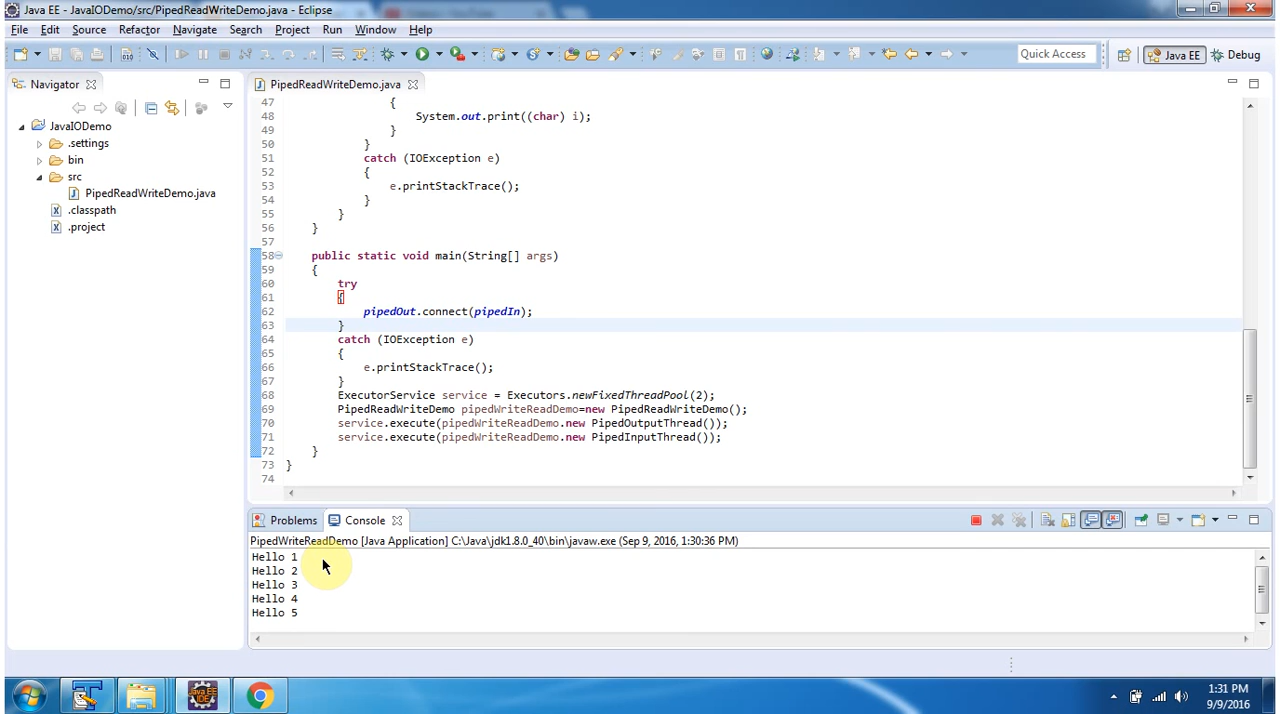 Java EE - JavaIODemo/src/PipedReadWriteDemo.java - Eclipse
File Edit Source Refactor Navigate Search Project Run Window Help
Quick Access Java EE Debug
Navigator
JavaIODemo
.settings
bin
src
PipedReadWriteDemo.java
.classpath
.project
PipedReadWriteDemo.java
47 {
48 System.out.print((char) i);
49 }
50 }
51 catch (IOException e)
52 {
53 e.printStackTrace();
54 }
55 }
56 }
57
58 public static void main(String[] args)
59 {
60 try
61 {
62 pipedOut.connect(pipedIn);
63 }
64 catch (IOException e)
65 {
66 e.printStackTrace();
67 }
68 ExecutorService service = Executors.newFixedThreadPool(2);
69 PipedReadWriteDemo pipedWriteReadDemo=new PipedReadWriteDemo();
70 service.execute(pipedWriteReadDemo.new PipedOutputThread());
71 service.execute(pipedWriteReadDemo.new PipedInputThread());
72 }
73 }
74
Problems Console
PipedWriteReadDemo [Java Application] C:\Java\jdk1.8.0_40\bin\javaw.exe (Sep 9, 2016, 1:30:36 PM)
Hello 1
Hello 2
Hello 3
Hello 4
Hello 5
Java EE
IDE
1:31 PM
9/9/2016